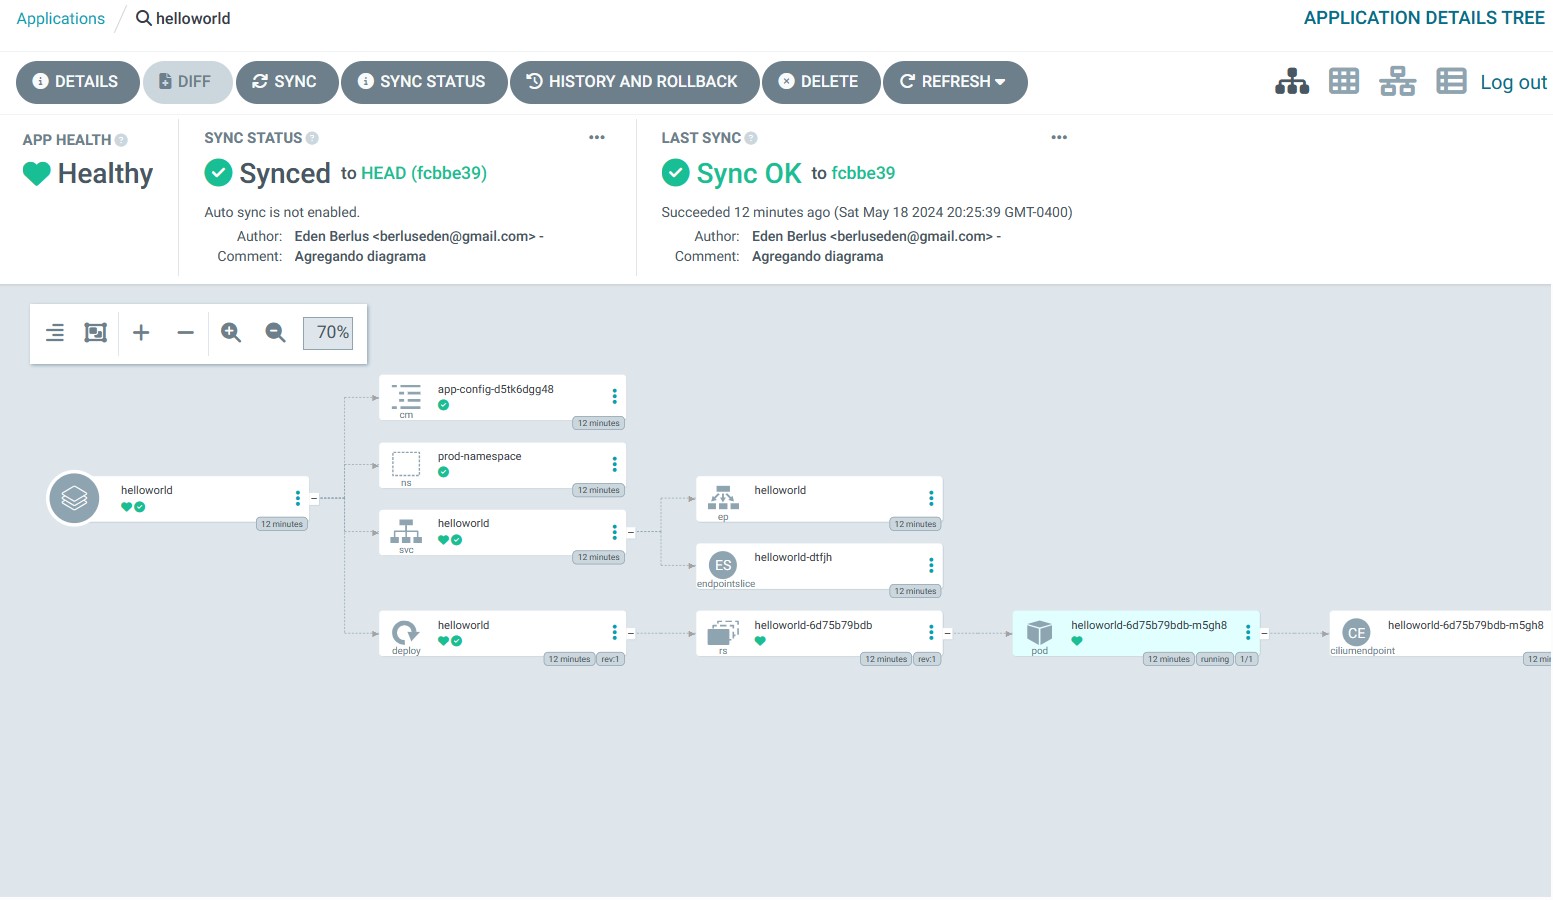 Applications / helloworld
APPLICATION DETAILS TREE
DETAILS DIFF SYNC SYNC STATUS HISTORY AND ROLLBACK DELETE REFRESH
Log out
APP HEALTH
Healthy
SYNC STATUS
Synced to HEAD (fcbbe39)
Auto sync is not enabled.
Author: Eden Berlus <berluseden@gmail.com> -
Comment: Agregando diagrama
LAST SYNC
Sync OK to fcbbe39
Succeeded 12 minutes ago (Sat May 18 2024 20:25:39 GMT-0400)
Author: Eden Berlus <berluseden@gmail.com> -
Comment: Agregando diagrama
70%
helloworld
12 minutes
app-config-d5tk6dgg48
cm
12 minutes
prod-namespace
ns
12 minutes
helloworld
svc
12 minutes
helloworld
ep
12 minutes
ES
helloworld-dtfjh
endpointslice
12 minutes
helloworld
deploy
12 minutes rev:1
helloworld-6d75b79bdb
rs
12 minutes rev:1
helloworld-6d75b79bdb-m5gh8
pod
12 minutes running 1/1
CE
helloworld-6d75b79bdb-m5gh8
ciliumendpoint
12 min